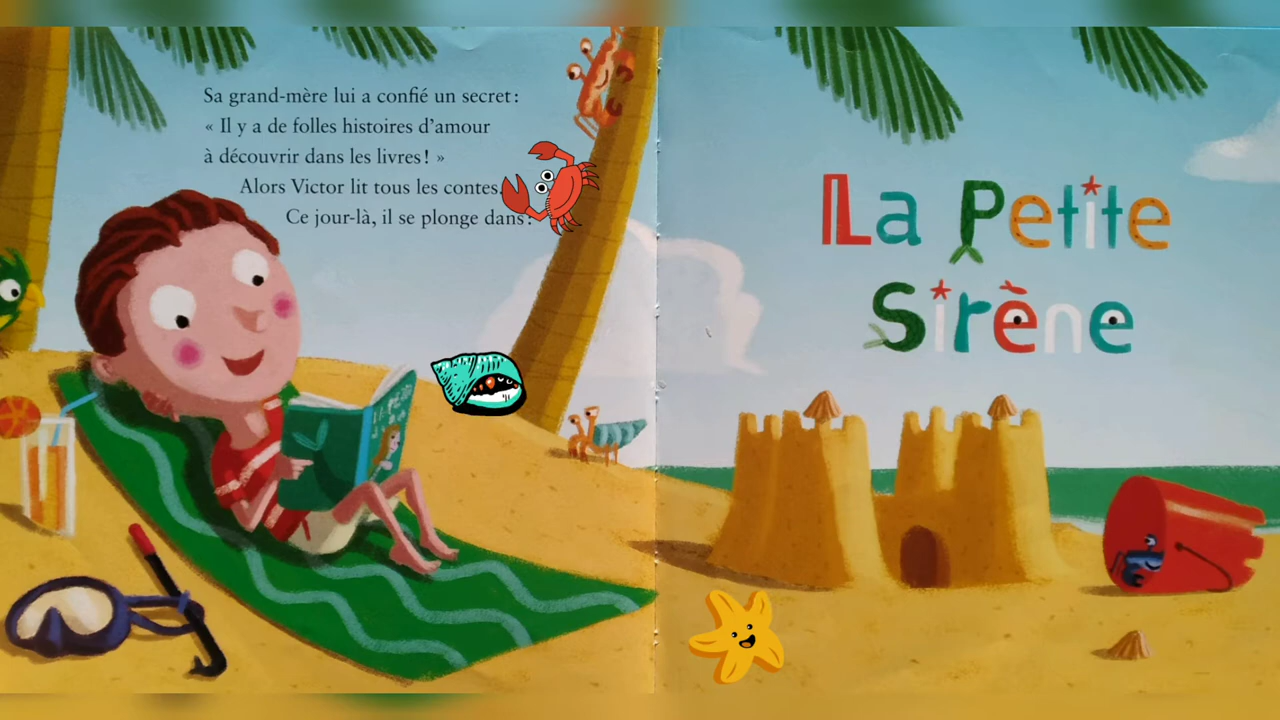 Sa grand-mère lui a confié un secret :
« Il y a de folles histoires d'amour
à découvrir dans les livres ! »
Alors Victor lit tous les contes.
Ce jour-là, il se plonge dans :
La Petite
Sirène